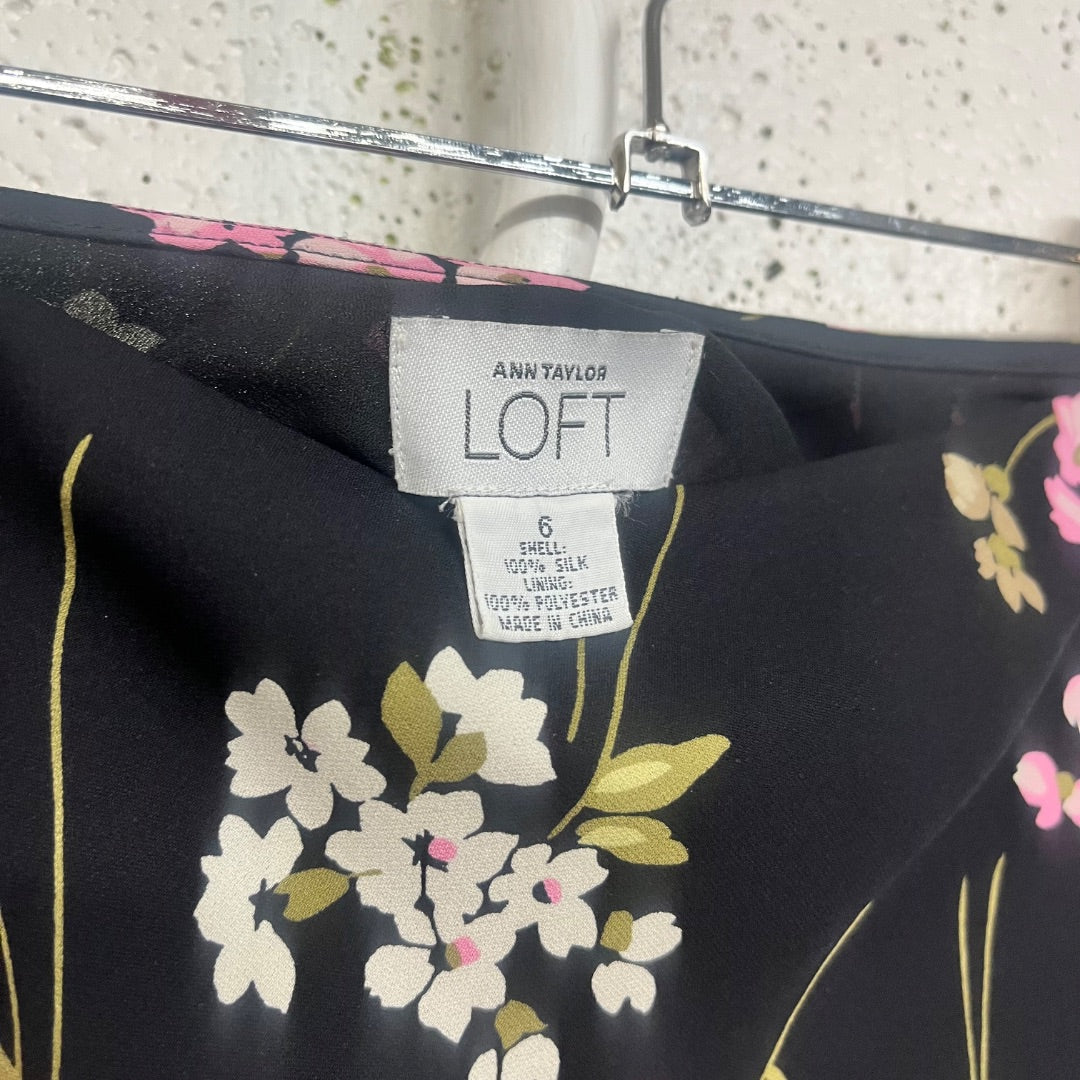 ANN TAYLOR
LOFT
6
SHELL:
100% SILK
LINING:
100% POLYESTER
MADE IN CHINA